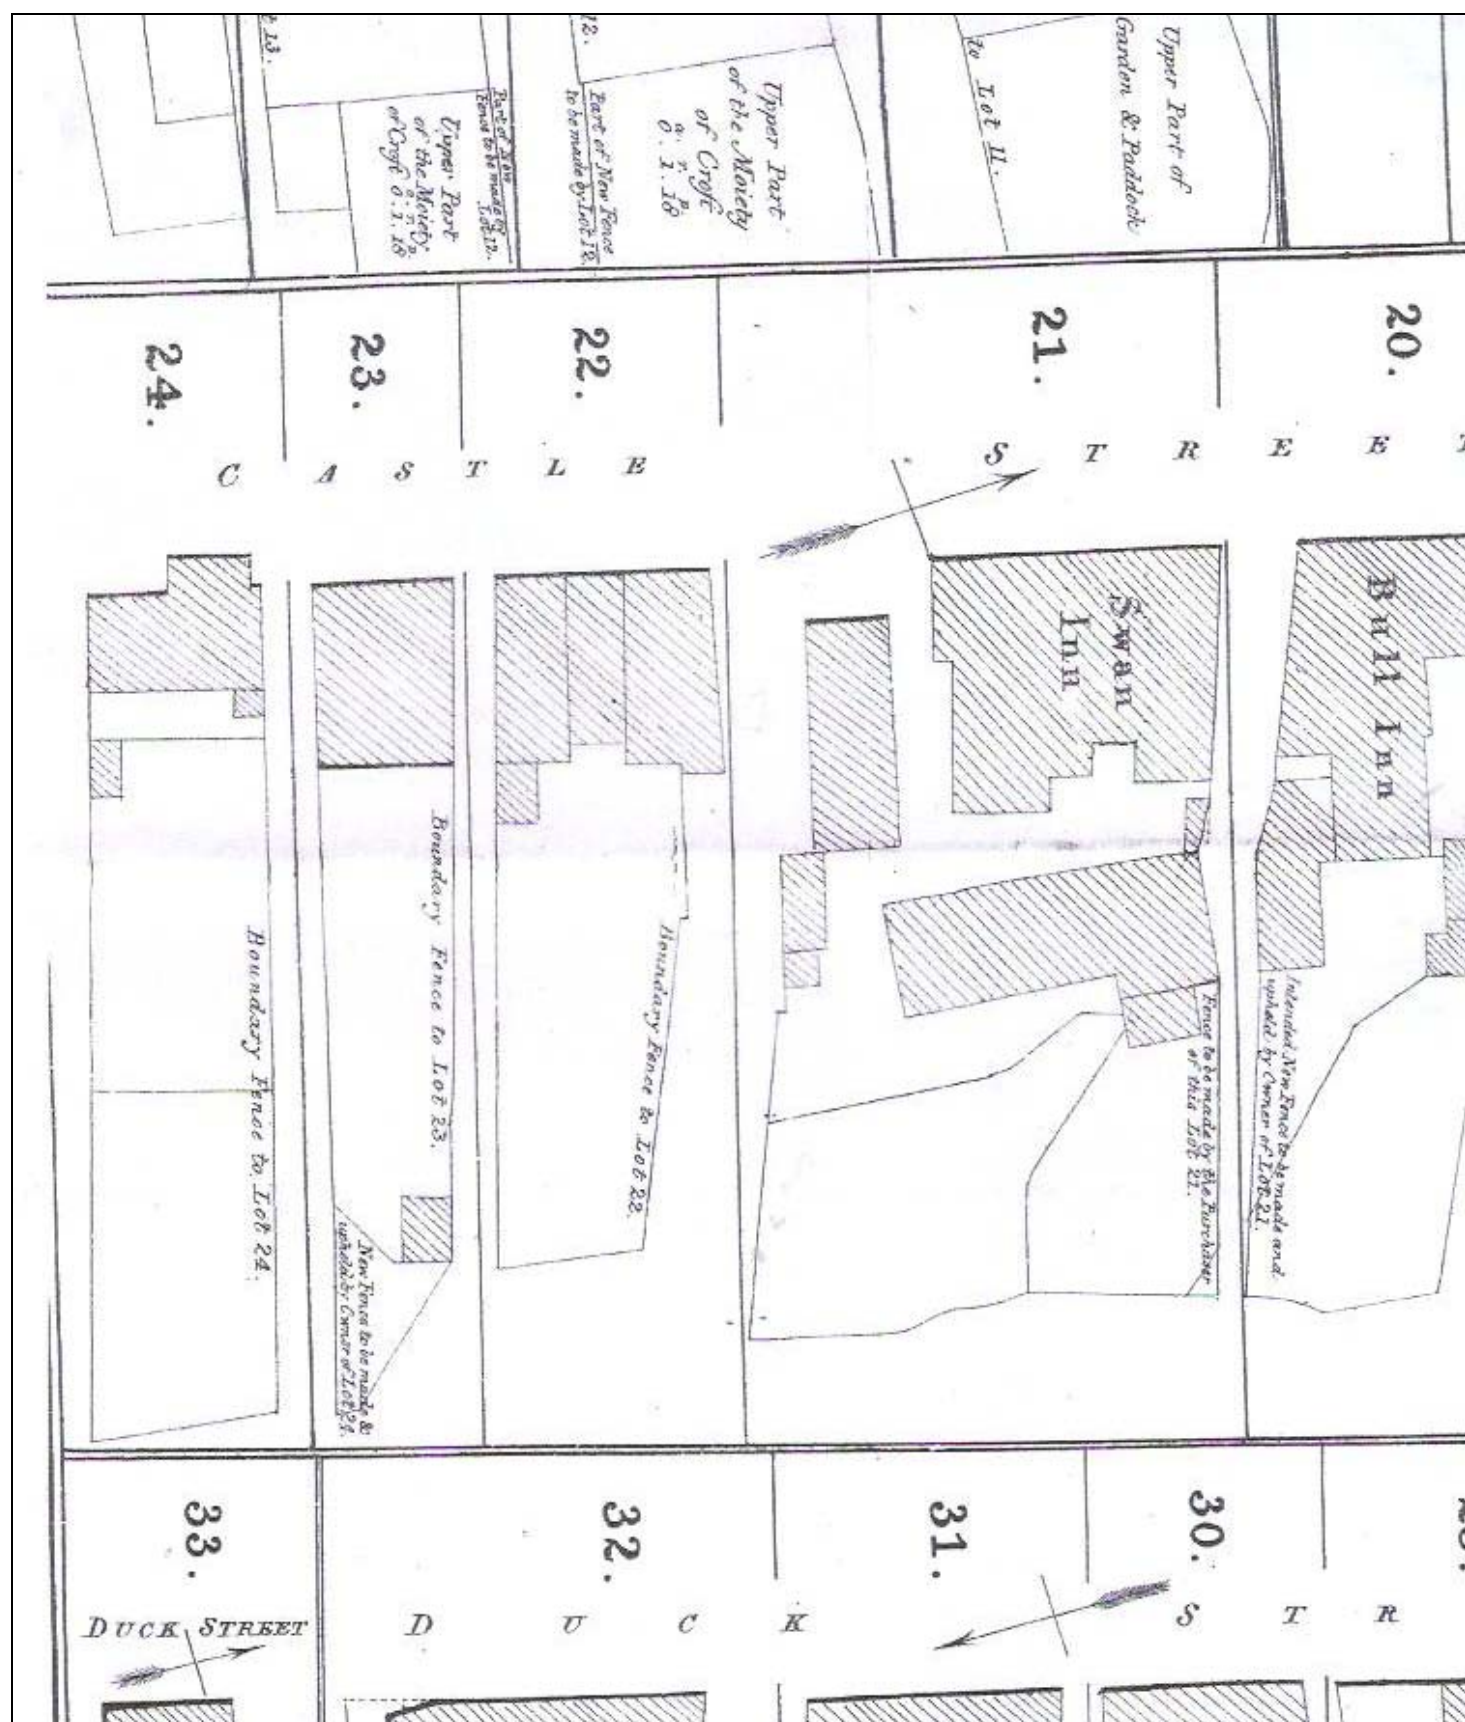 t 13.
Upper Part
of the Moiety
of Croft
a. r. p.
0. 1. 18
Part of New
Fence to be made by
Lot 12.
12.
Part of New Fence
to be made by Lot 12.
Upper Part
of the Moiety
of Croft
a. r. p.
0. 1. 18
to Lot 11.
Upper Part of
Garden & Paddock
24.
23.
22.
21.
20.
CASTLE STREET
Swan
Inn
Bull Inn
Boundary Fence to Lot 24.
Boundary Fence to Lot 23.
New Fence to be made &
upheld by Owner of Lot 24.
Boundary Fence to Lot 22.
Fence to be made by the Purchaser
of this Lot 21.
Intended New Fence to be made and
upheld by Owner of Lot 21.
33.
32.
31.
30.
DUCK STREET
DUCK STR